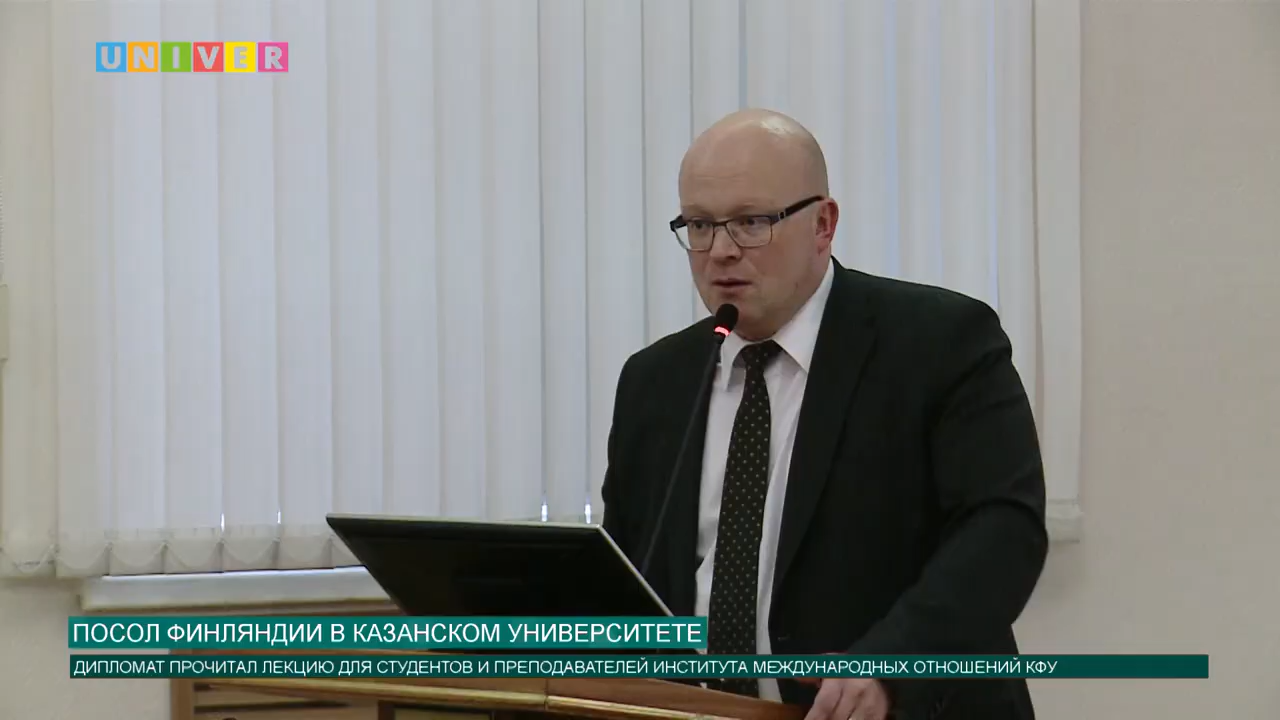 UNIVER
ПОСОЛ ФИНЛЯНДИИ В КАЗАНСКОМ УНИВЕРСИТЕТЕ
ДИПЛОМАТ ПРОЧИТАЛ ЛЕКЦИЮ ДЛЯ СТУДЕНТОВ И ПРЕПОДАВАТЕЛЕЙ ИНСТИТУТА МЕЖДУНАРОДНЫХ ОТНОШЕНИЙ КФУ